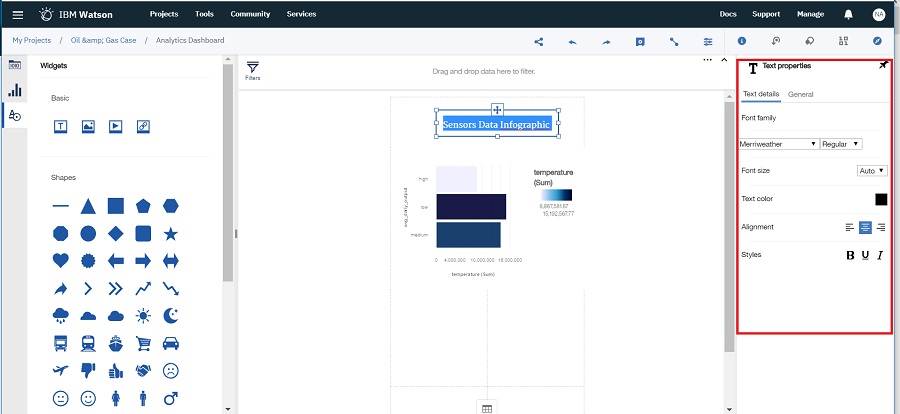 IBM Watson Projects Tools Community Services Docs Support Manage NA
My Projects / Oil &amp; Gas Case / Analytics Dashboard
Widgets
Basic
T
Shapes
Filters
Drag and drop data here to filter.
Sensors Data Infographic
temperature
(Sum)
8,867,581.87
15,192,567.77
avg_daily_output
high
low
medium
0 4,000,000 10,000,000 16,000,000
temperature (Sum)
T Text properties
Text details General
Font family
Merriweather Regular
Font size Auto
Text color
Alignment
Styles B U I